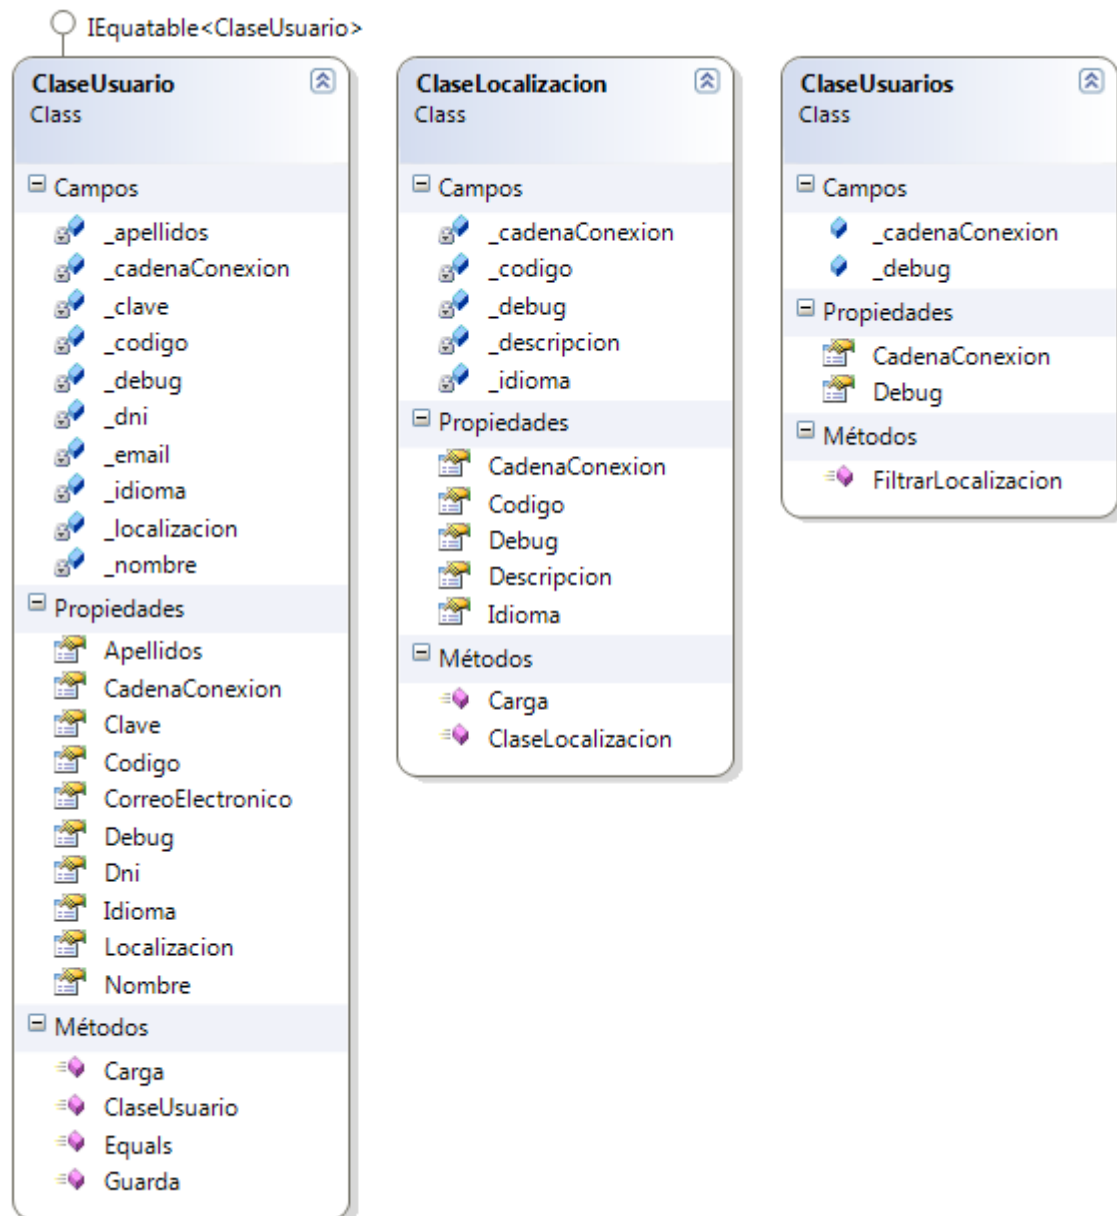 IEquatable<ClaseUsuario>
ClaseUsuario
Class
Campos
_apellidos
_cadenaConexion
_clave
_codigo
_debug
_dni
_email
_idioma
_localizacion
_nombre
Propiedades
Apellidos
CadenaConexion
Clave
Codigo
CorreoElectronico
Debug
Dni
Idioma
Localizacion
Nombre
Métodos
Carga
ClaseUsuario
Equals
Guarda
ClaseLocalizacion
Class
Campos
_cadenaConexion
_codigo
_debug
_descripcion
_idioma
Propiedades
CadenaConexion
Codigo
Debug
Descripcion
Idioma
Métodos
Carga
ClaseLocalizacion
ClaseUsuarios
Class
Campos
_cadenaConexion
_debug
Propiedades
CadenaConexion
Debug
Métodos
FiltrarLocalizacion